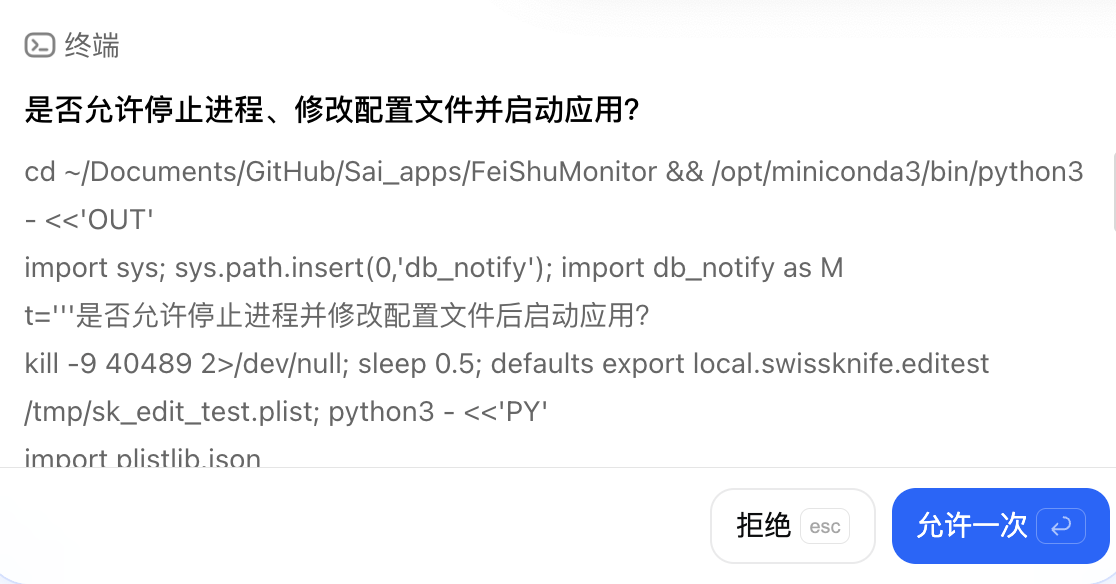 终端
是否允许停止进程、修改配置文件并启动应用?
cd ~/Documents/GitHub/Sai_apps/FeiShuMonitor && /opt/miniconda3/bin/python3
- <<'OUT'
import sys; sys.path.insert(0,'db_notify'); import db_notify as M
t='''是否允许停止进程并修改配置文件后启动应用?
kill -9 40489 2>/dev/null; sleep 0.5; defaults export local.swissknife.editest
/tmp/sk_edit_test.plist; python3 - <<'PY'
import plistlib,json
拒绝 esc
允许一次